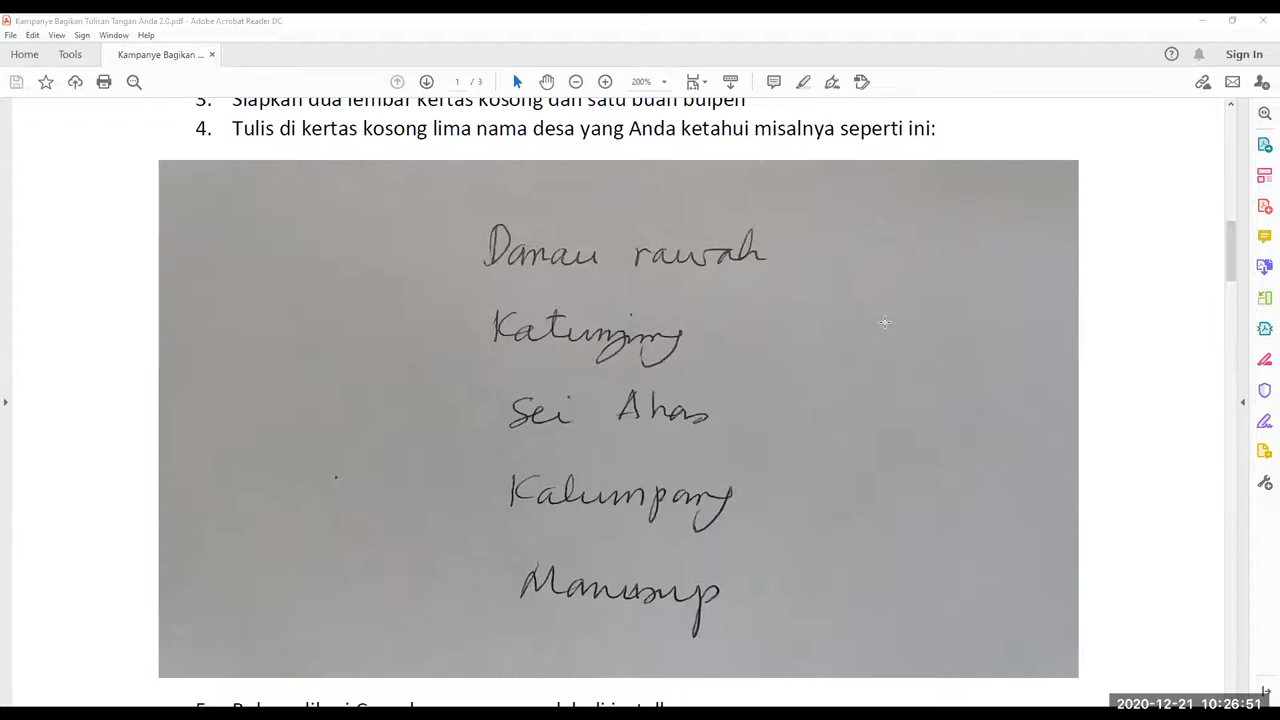 Kampanye Bagikan Tulisan Tangan Anda 2.0.pdf - Adobe Acrobat Reader DC
File Edit View Sign Window Help
Home Tools Kampanye Bagikan ... × Sign In
1 / 3 200%
3. Siapkan dua lembar kertas kosong dan satu buah bulpen
4. Tulis di kertas kosong lima nama desa yang Anda ketahui misalnya seperti ini:
Danau rawah
Katunjung
Sei Ahas
Kalumpang
Manusup
2020-12-21 10:26:51